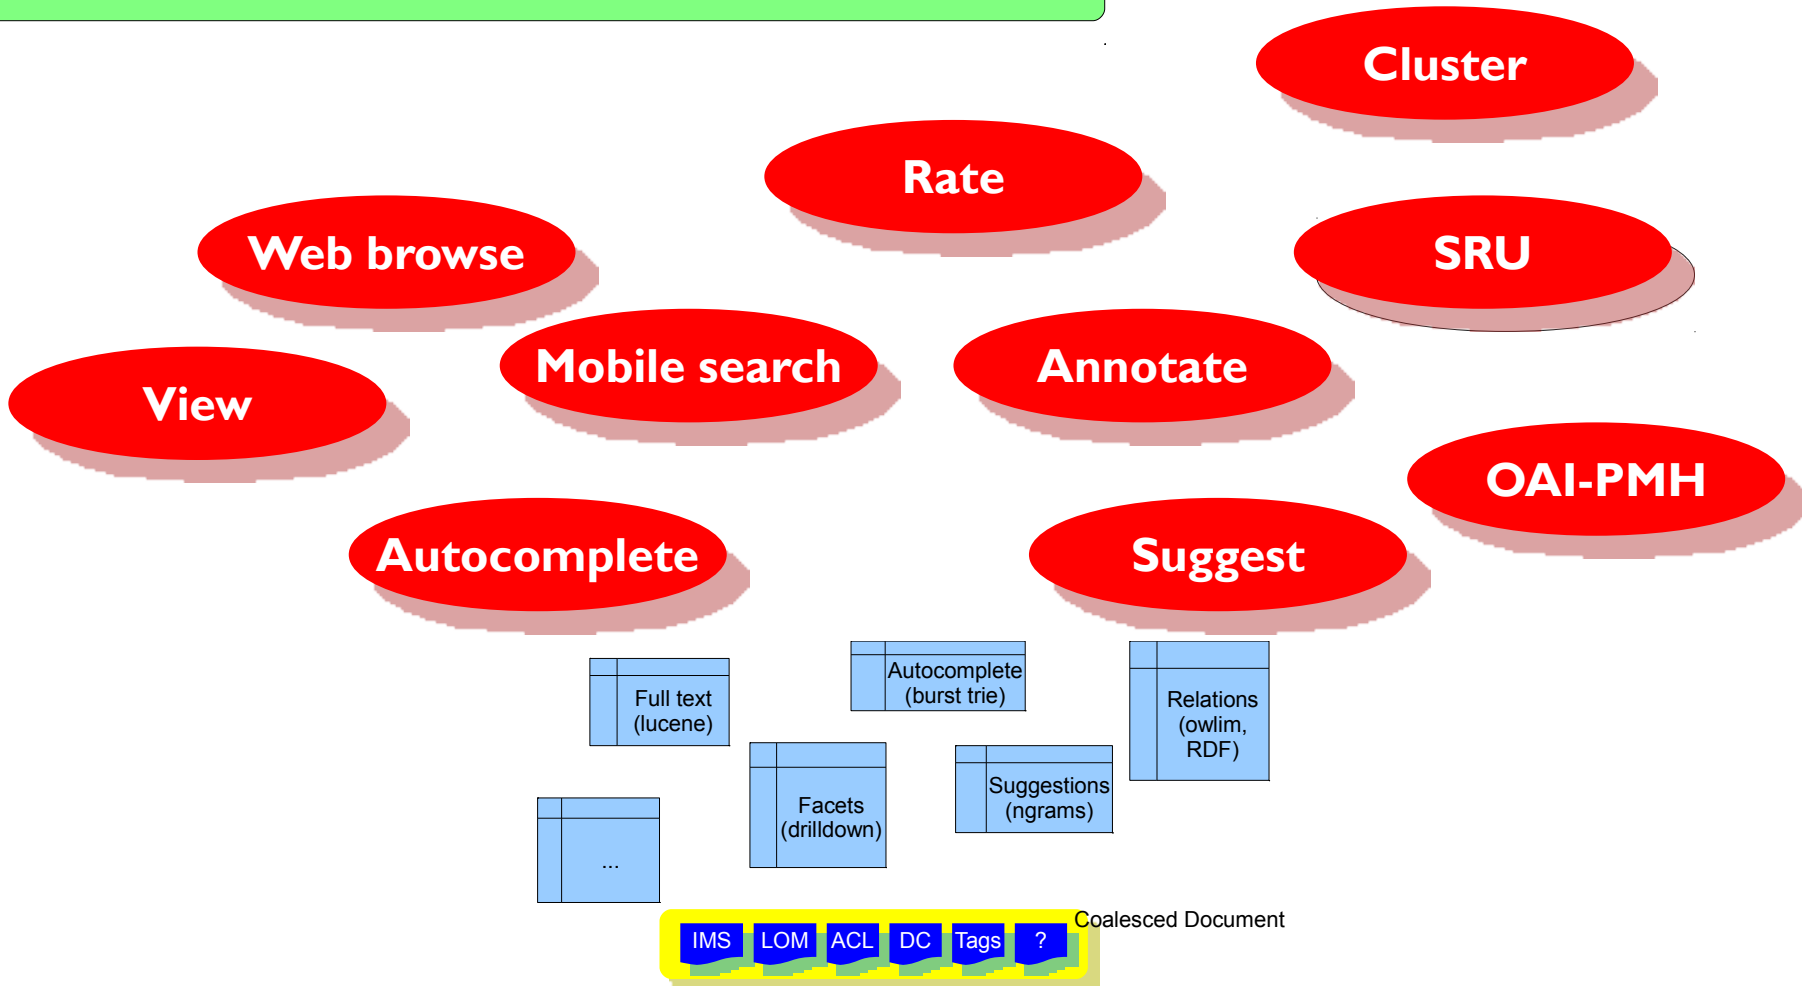 Cluster
Rate
Web browse
SRU
Mobile search
Annotate
View
OAI-PMH
Autocomplete
Suggest
Full text
(lucene)
Autocomplete
(burst trie)
Relations
(owlim,
RDF)
Facets
(drilldown)
Suggestions
(ngrams)
...
Coalesced Document
IMS
LOM
ACL
DC
Tags
?